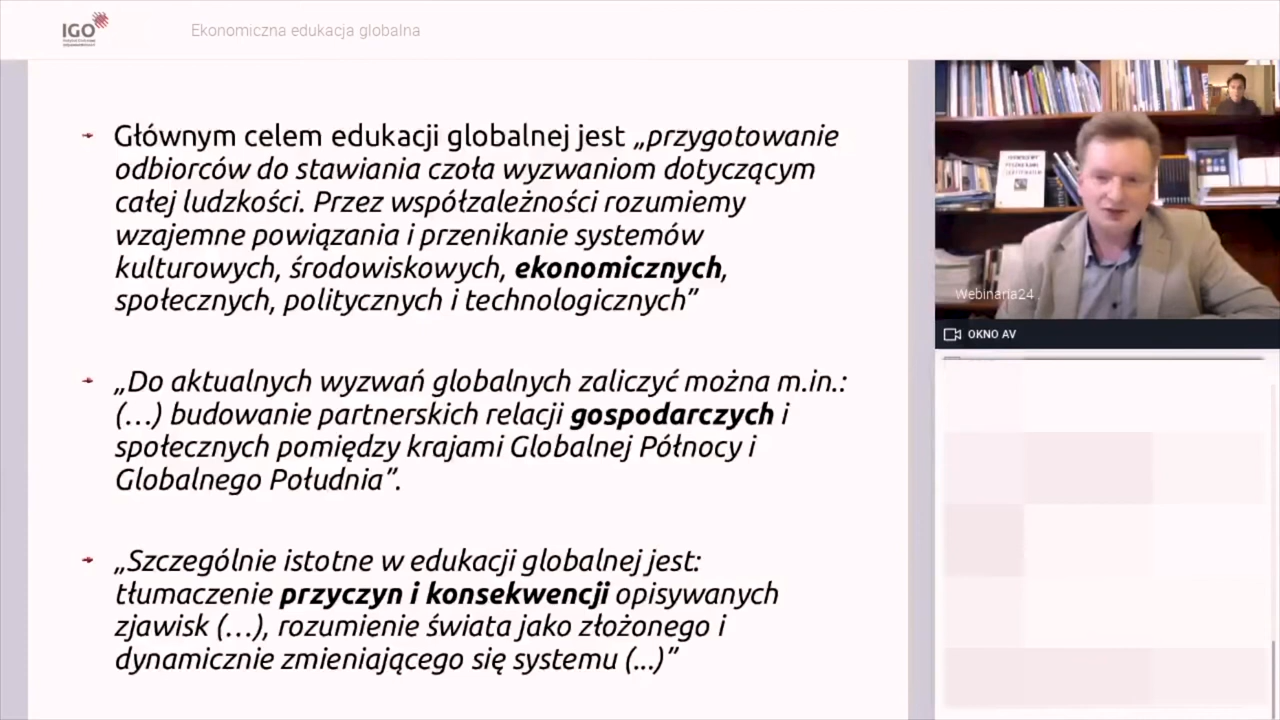 IGO
Ekonomiczna edukacja globalna
Głównym celem edukacji globalnej jest „przygotowanie
odbiorców do stawiania czoła wyzwaniom dotyczącym
całej ludzkości. Przez współzależności rozumiemy
wzajemne powiązania i przenikanie systemów
kulturowych, środowiskowych, ekonomicznych,
społecznych, politycznych i technologicznych”
„Do aktualnych wyzwań globalnych zaliczyć można m.in.:
(…) budowanie partnerskich relacji gospodarczych i
społecznych pomiędzy krajami Globalnej Północy i
Globalnego Południa”.
„Szczególnie istotne w edukacji globalnej jest:
tłumaczenie przyczyn i konsekwencji opisywanych
zjawisk (…), rozumienie świata jako złożonego i
dynamicznie zmieniającego się systemu (...)”
Webinaria24
OKNO AV